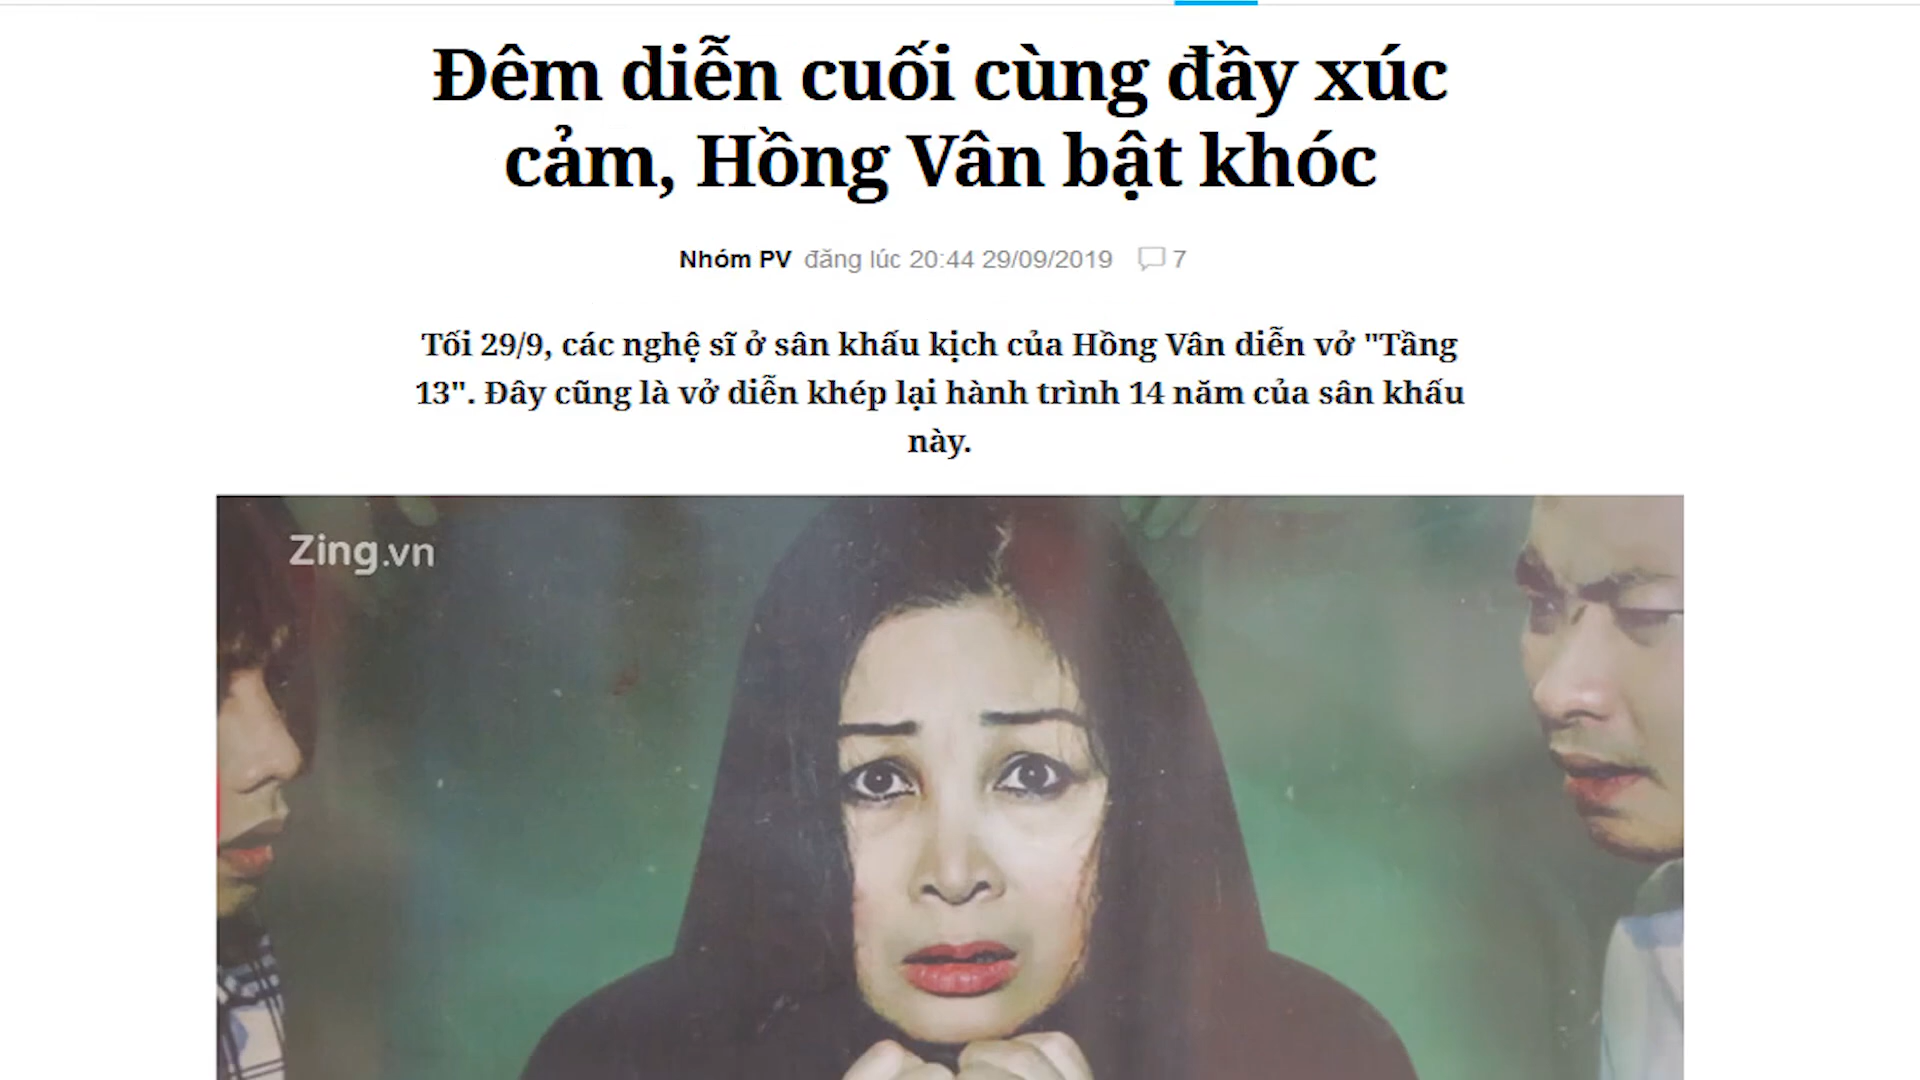 Đêm diễn cuối cùng đầy xúc
cảm, Hồng Vân bật khóc
Nhóm PV đăng lúc 20:44 29/09/2019 7
Tối 29/9, các nghệ sĩ ở sân khấu kịch của Hồng Vân diễn vở "Tầng
13". Đây cũng là vở diễn khép lại hành trình 14 năm của sân khấu
này.
Zing.vn